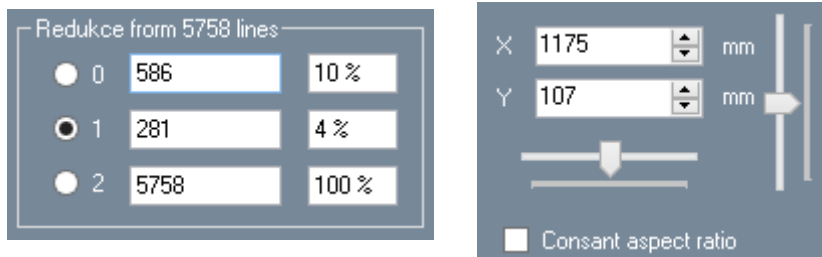 Redukce frorm 5758 lines
0 586 10 %
1 281 4 %
2 5758 100 %
X 1175 mm
Y 107 mm
Consant aspect ratio